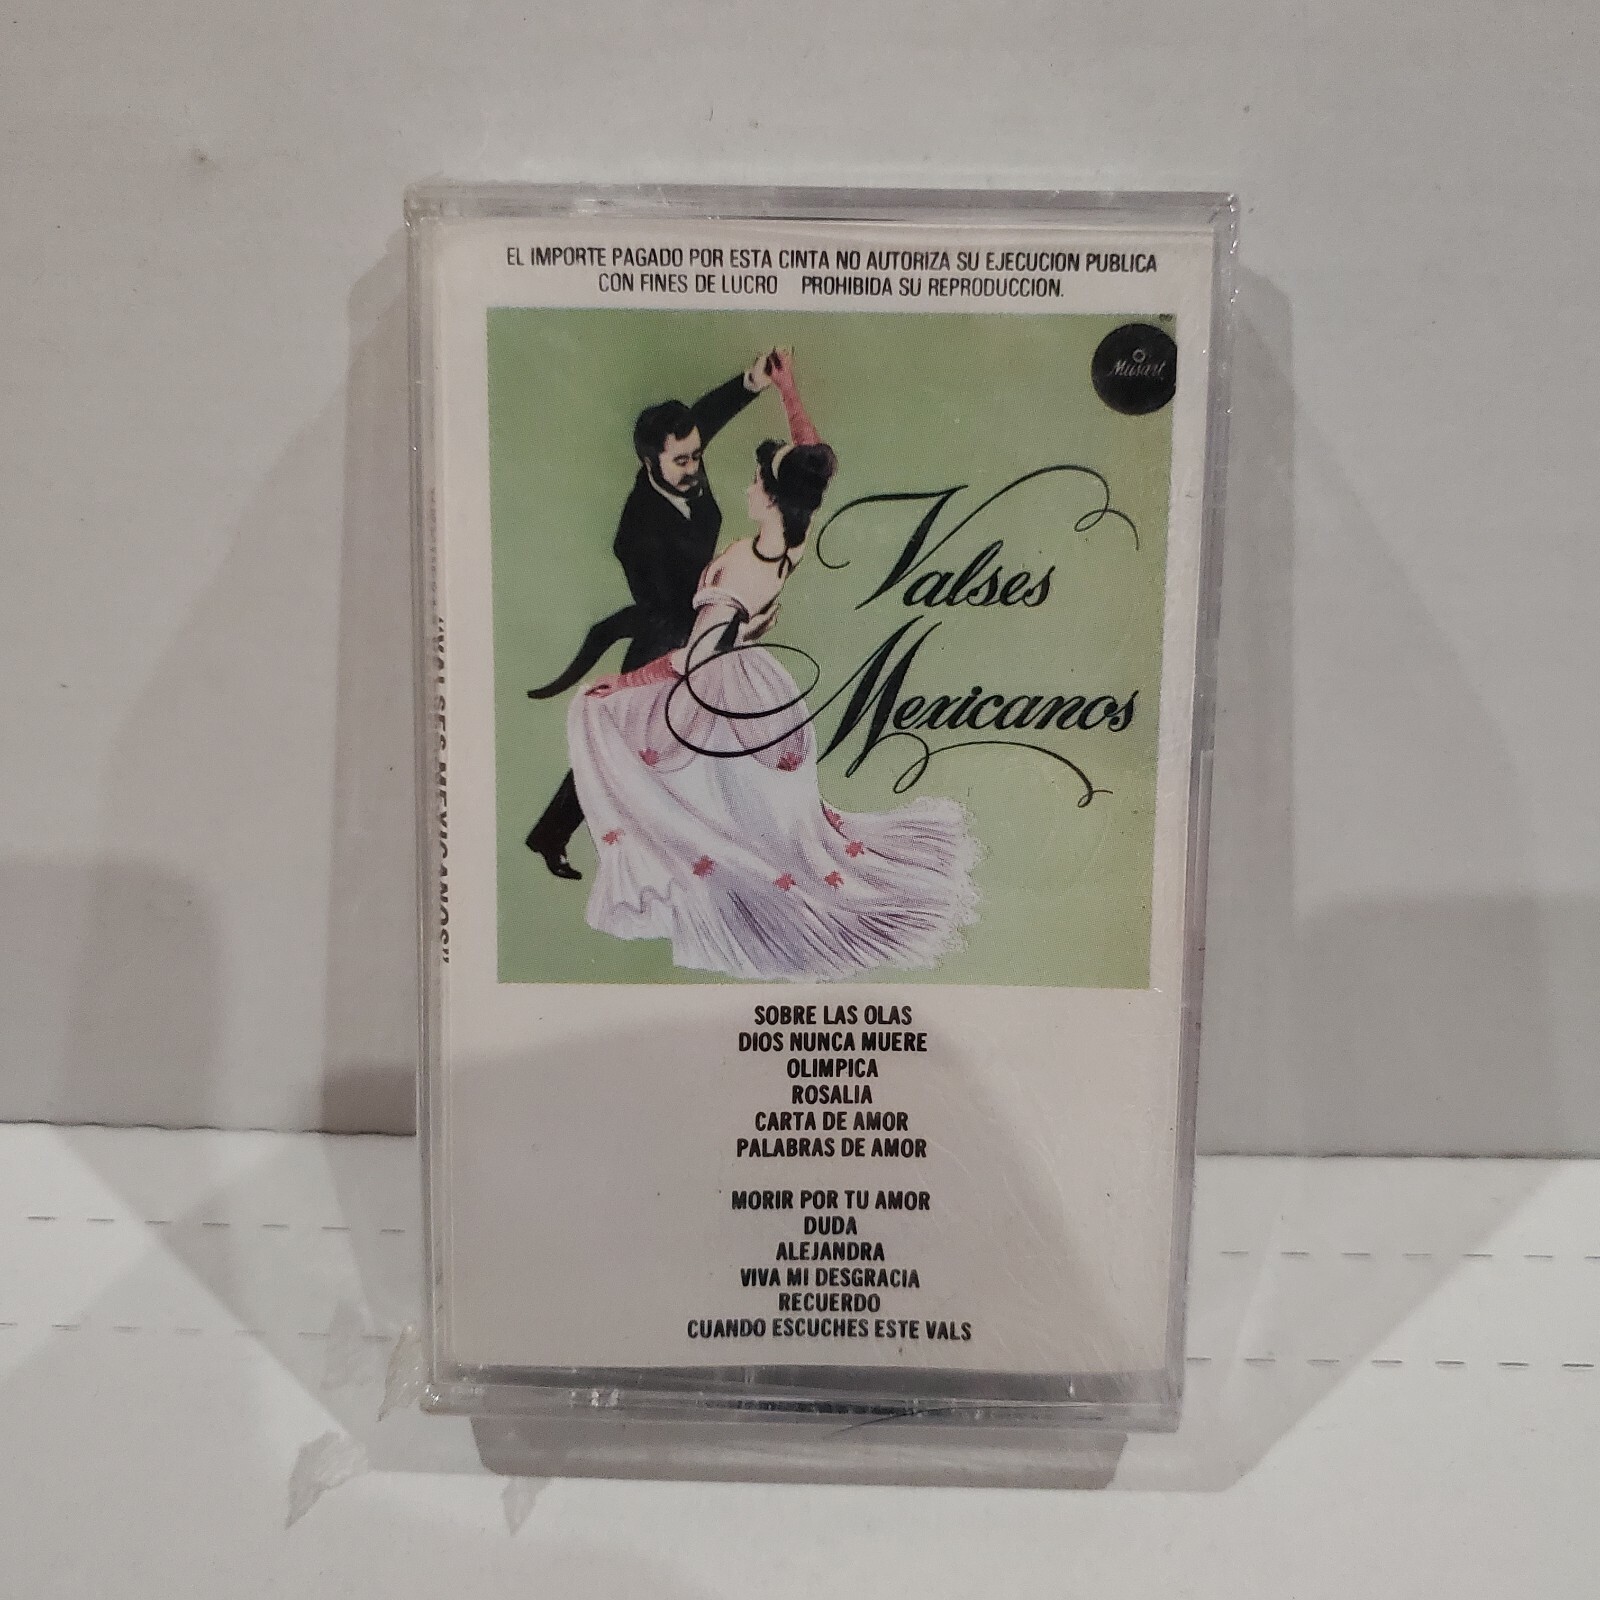 EL IMPORTE PAGADO POR ESTA CINTA NO AUTORIZA SU EJECUCION PUBLICA
CON FINES DE LUCRO PROHIBIDA SU REPRODUCCION.
Musart
Valses
Mexicanos
"VALSES MEXICANOS"
SOBRE LAS OLAS
DIOS NUNCA MUERE
OLIMPICA
ROSALIA
CARTA DE AMOR
PALABRAS DE AMOR
MORIR POR TU AMOR
DUDA
ALEJANDRA
VIVA MI DESGRACIA
RECUERDO
CUANDO ESCUCHES ESTE VALS